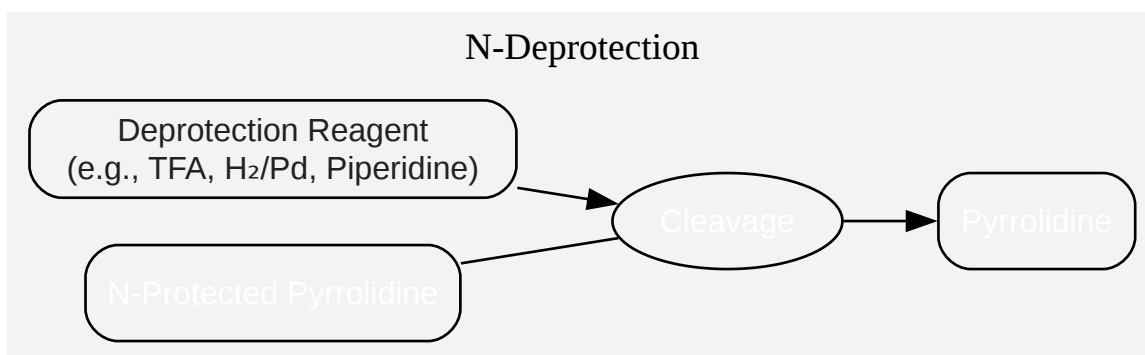 N-Deprotection
Deprotection Reagent
(e.g., TFA, H₂/Pd, Piperidine)
Cleavage
Pyrrolidine
N-Protected Pyrrolidine